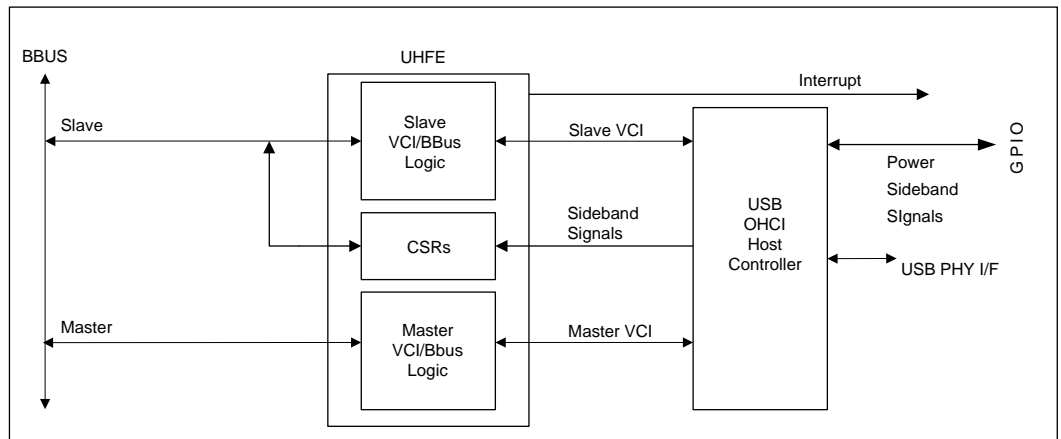 BBUS
UHFE
Interrupt
Slave
Slave
VCI/BBus
Logic
Slave VCI
GPIO
Power
Sideband
SIgnals
Sideband
Signals
CSRs
USB
OHCI
Host
Controller
USB PHY I/F
Master
Master
VCI/Bbus
Logic
Master VCI